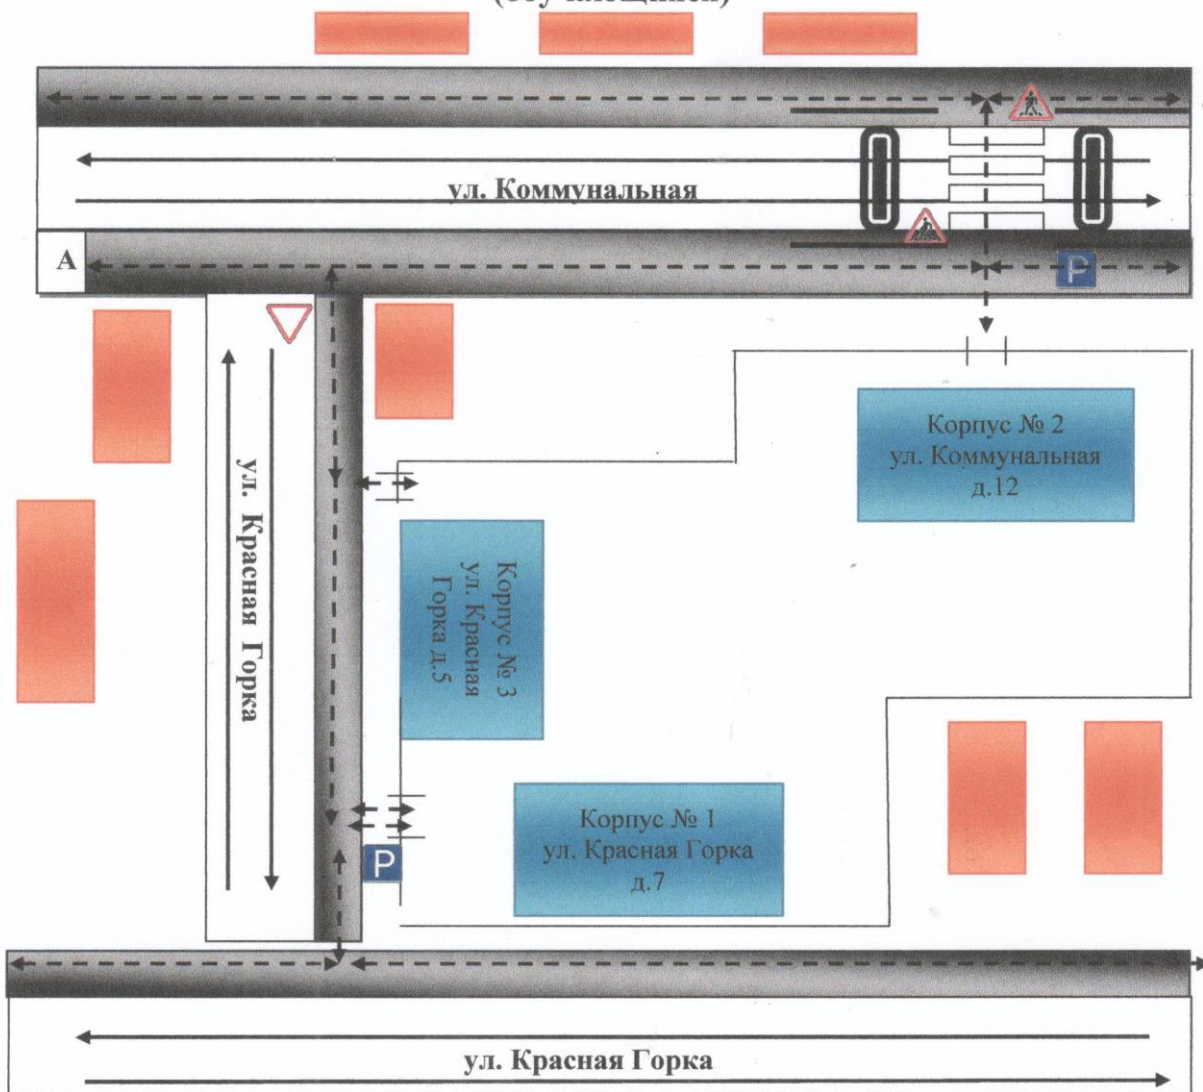 (обучающихся)
ул. Коммунальная
А
Р
Корпус № 2
ул. Коммунальная
д.12
ул. Красная Горка
Корпус № 3
ул. Красная
Горка д.5
Корпус № 1
ул. Красная Горка
д.7
Р
ул. Красная Горка